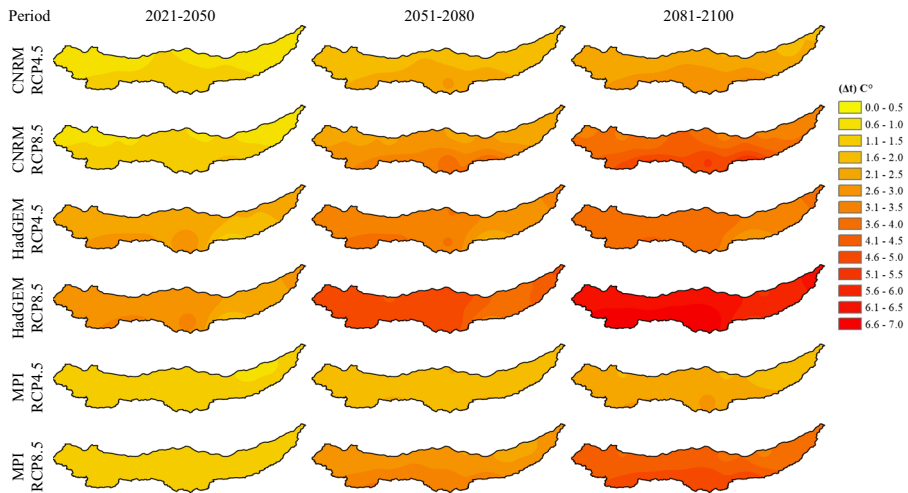 Period 2021-2050 2051-2080 2081-2100
CNRM
RCP4.5
CNRM
RCP8.5
HadGEM
RCP4.5
HadGEM
RCP8.5
MPI
RCP4.5
MPI
RCP8.5
(Δt) C°
0.0 - 0.5
0.6 - 1.0
1.1 - 1.5
1.6 - 2.0
2.1 - 2.5
2.6 - 3.0
3.1 - 3.5
3.6 - 4.0
4.1 - 4.5
4.6 - 5.0
5.1 - 5.5
5.6 - 6.0
6.1 - 6.5
6.6 - 7.0